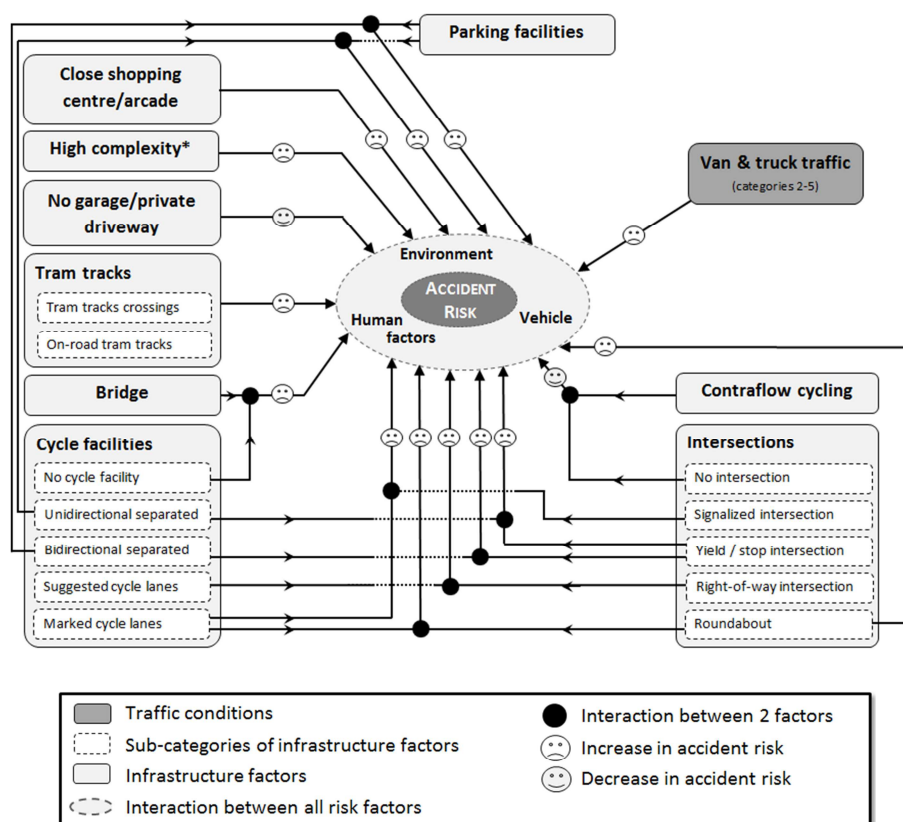 Parking facilities
Close shopping
centre/arcade
High complexity*
No garage/private
driveway
Van & truck traffic
(categories 2-5)
Environment
ACCIDENT
RISK
Human
factors
Vehicle
Tram tracks
Tram tracks crossings
On-road tram tracks
Bridge
Contraflow cycling
Cycle facilities
No cycle facility
Unidirectional separated
Bidirectional separated
Suggested cycle lanes
Marked cycle lanes
Intersections
No intersection
Signalized intersection
Yield / stop intersection
Right-of-way intersection
Roundabout
Traffic conditions
Sub-categories of infrastructure factors
Infrastructure factors
Interaction between all risk factors
Interaction between 2 factors
Increase in accident risk
Decrease in accident risk